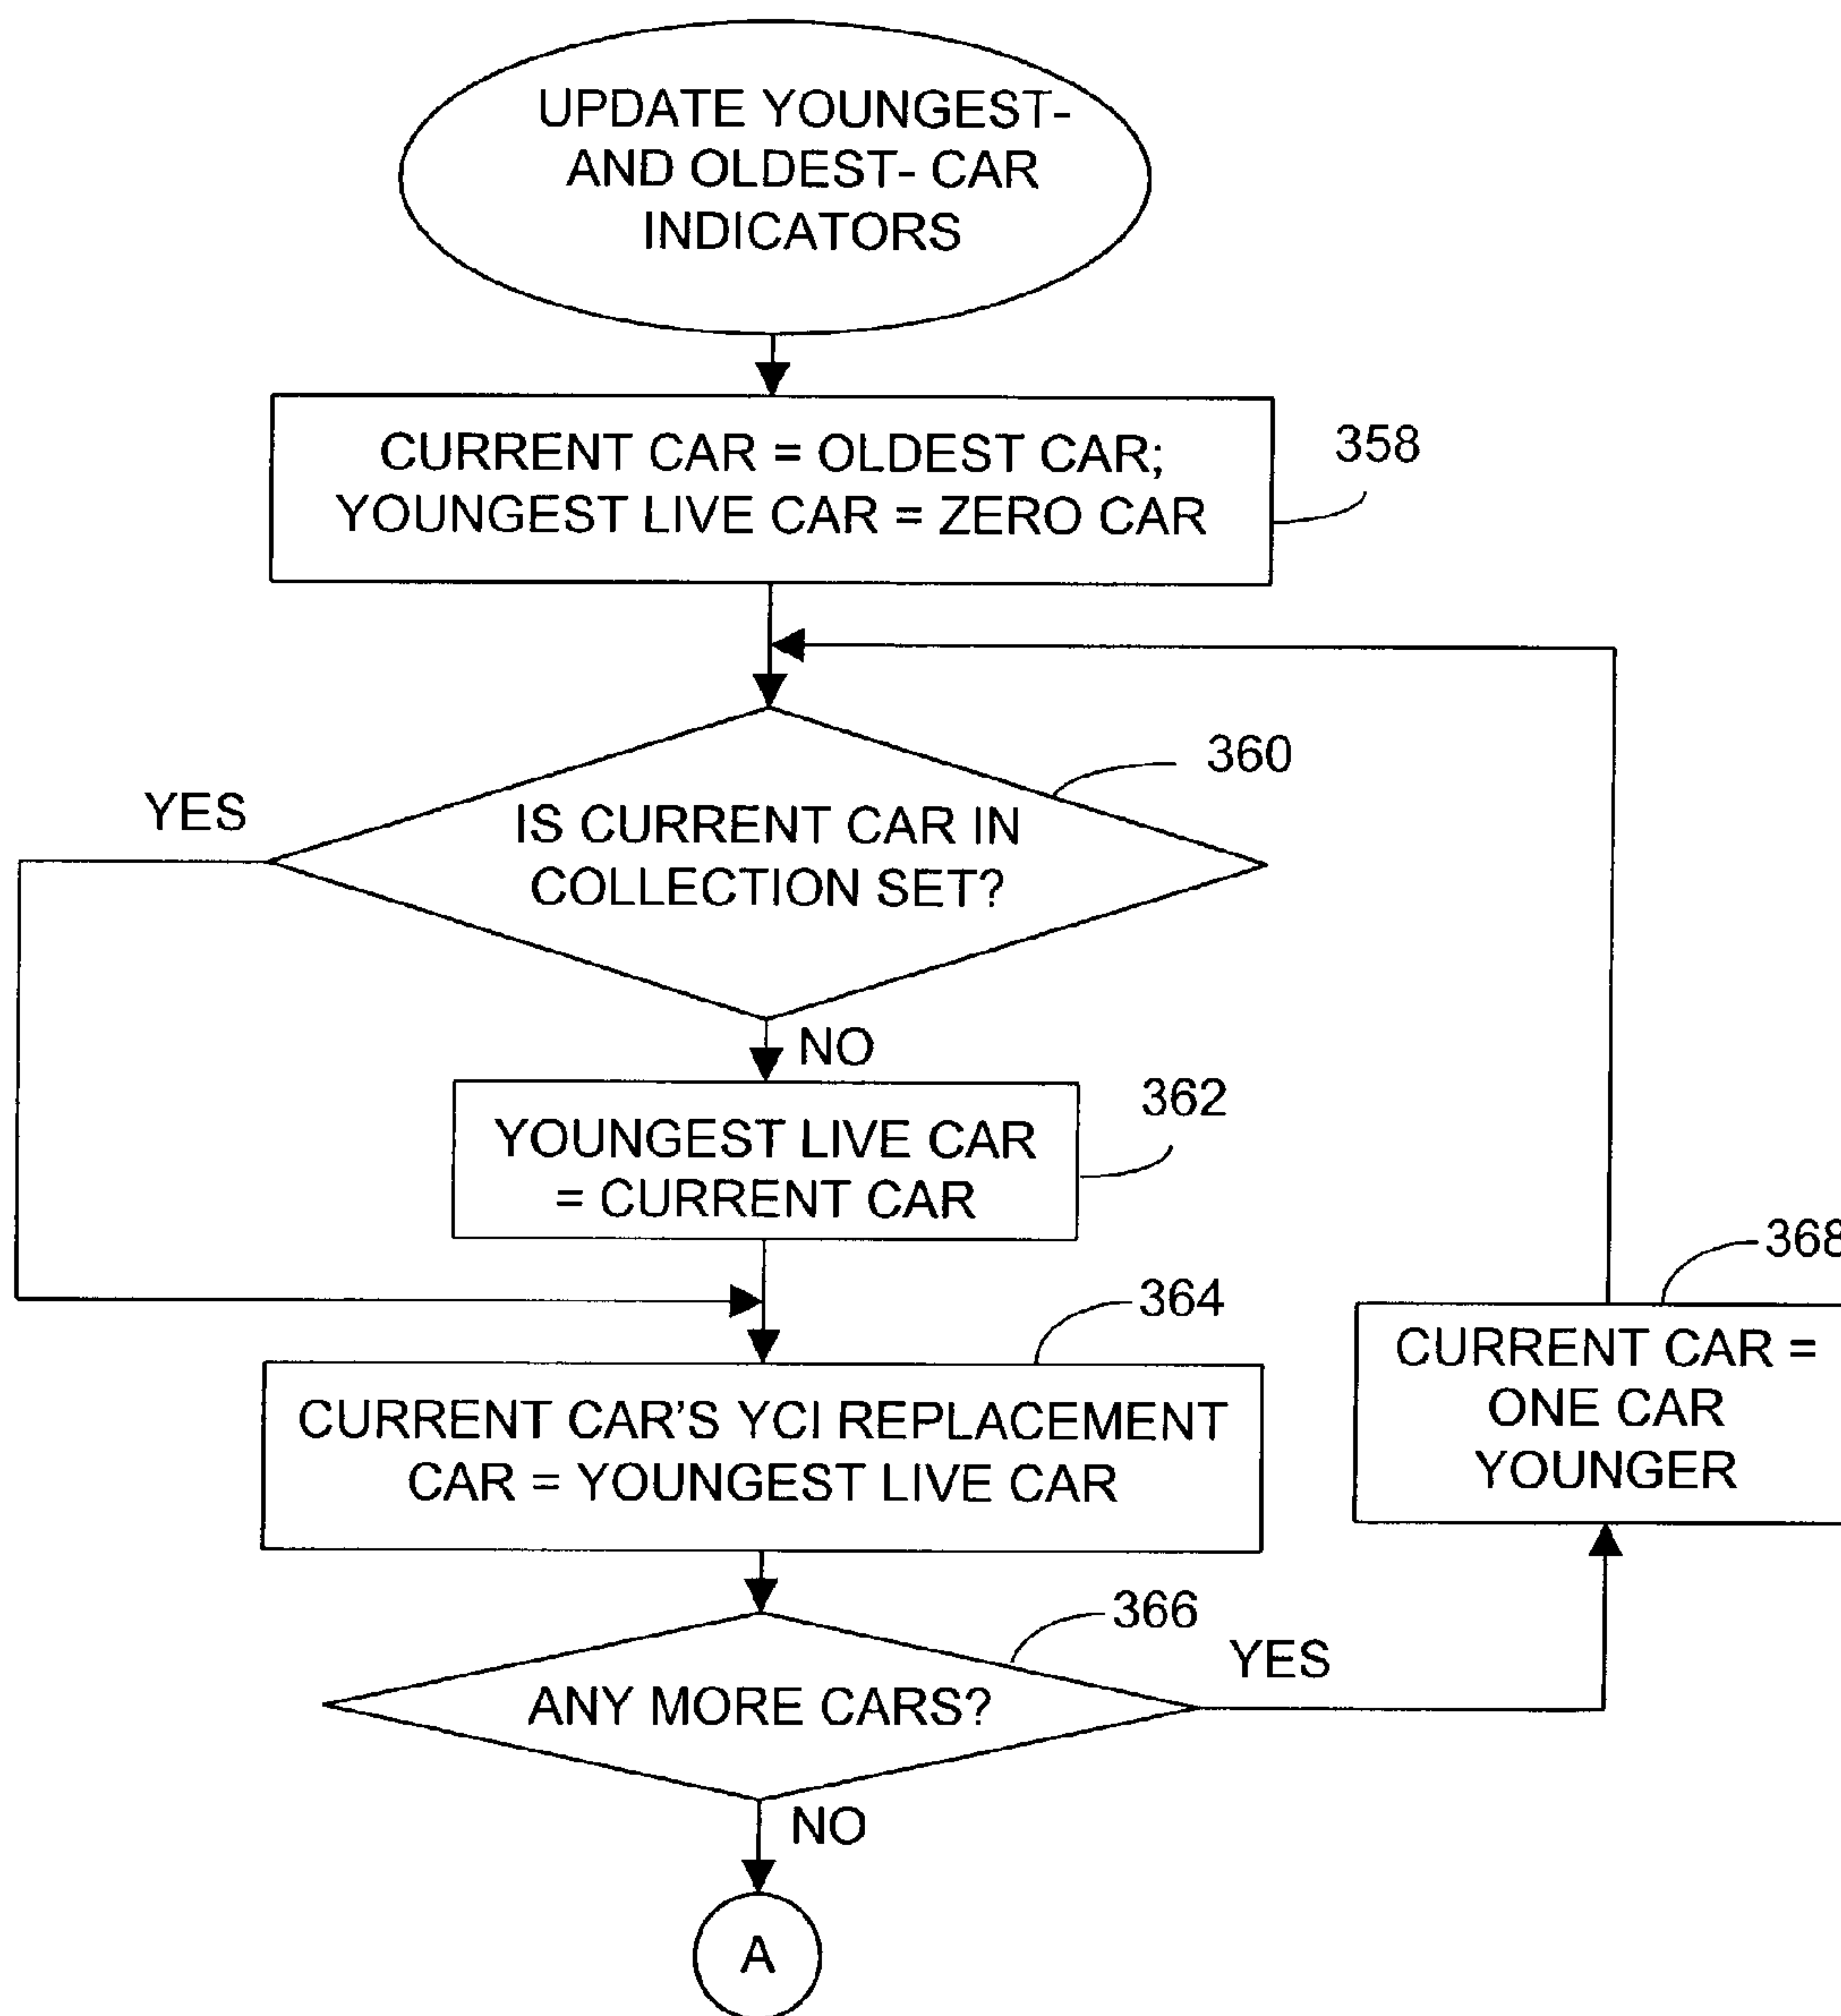 UPDATE YOUNGEST-
AND OLDEST- CAR
INDICATORS
CURRENT CAR = OLDEST CAR;
YOUNGEST LIVE CAR = ZERO CAR
358
360
YES
IS CURRENT CAR IN
COLLECTION SET?
NO
362
YOUNGEST LIVE CAR
= CURRENT CAR
368
364
CURRENT CAR =
ONE CAR
YOUNGER
CURRENT CAR'S YCI REPLACEMENT
CAR = YOUNGEST LIVE CAR
366
YES
ANY MORE CARS?
NO
A